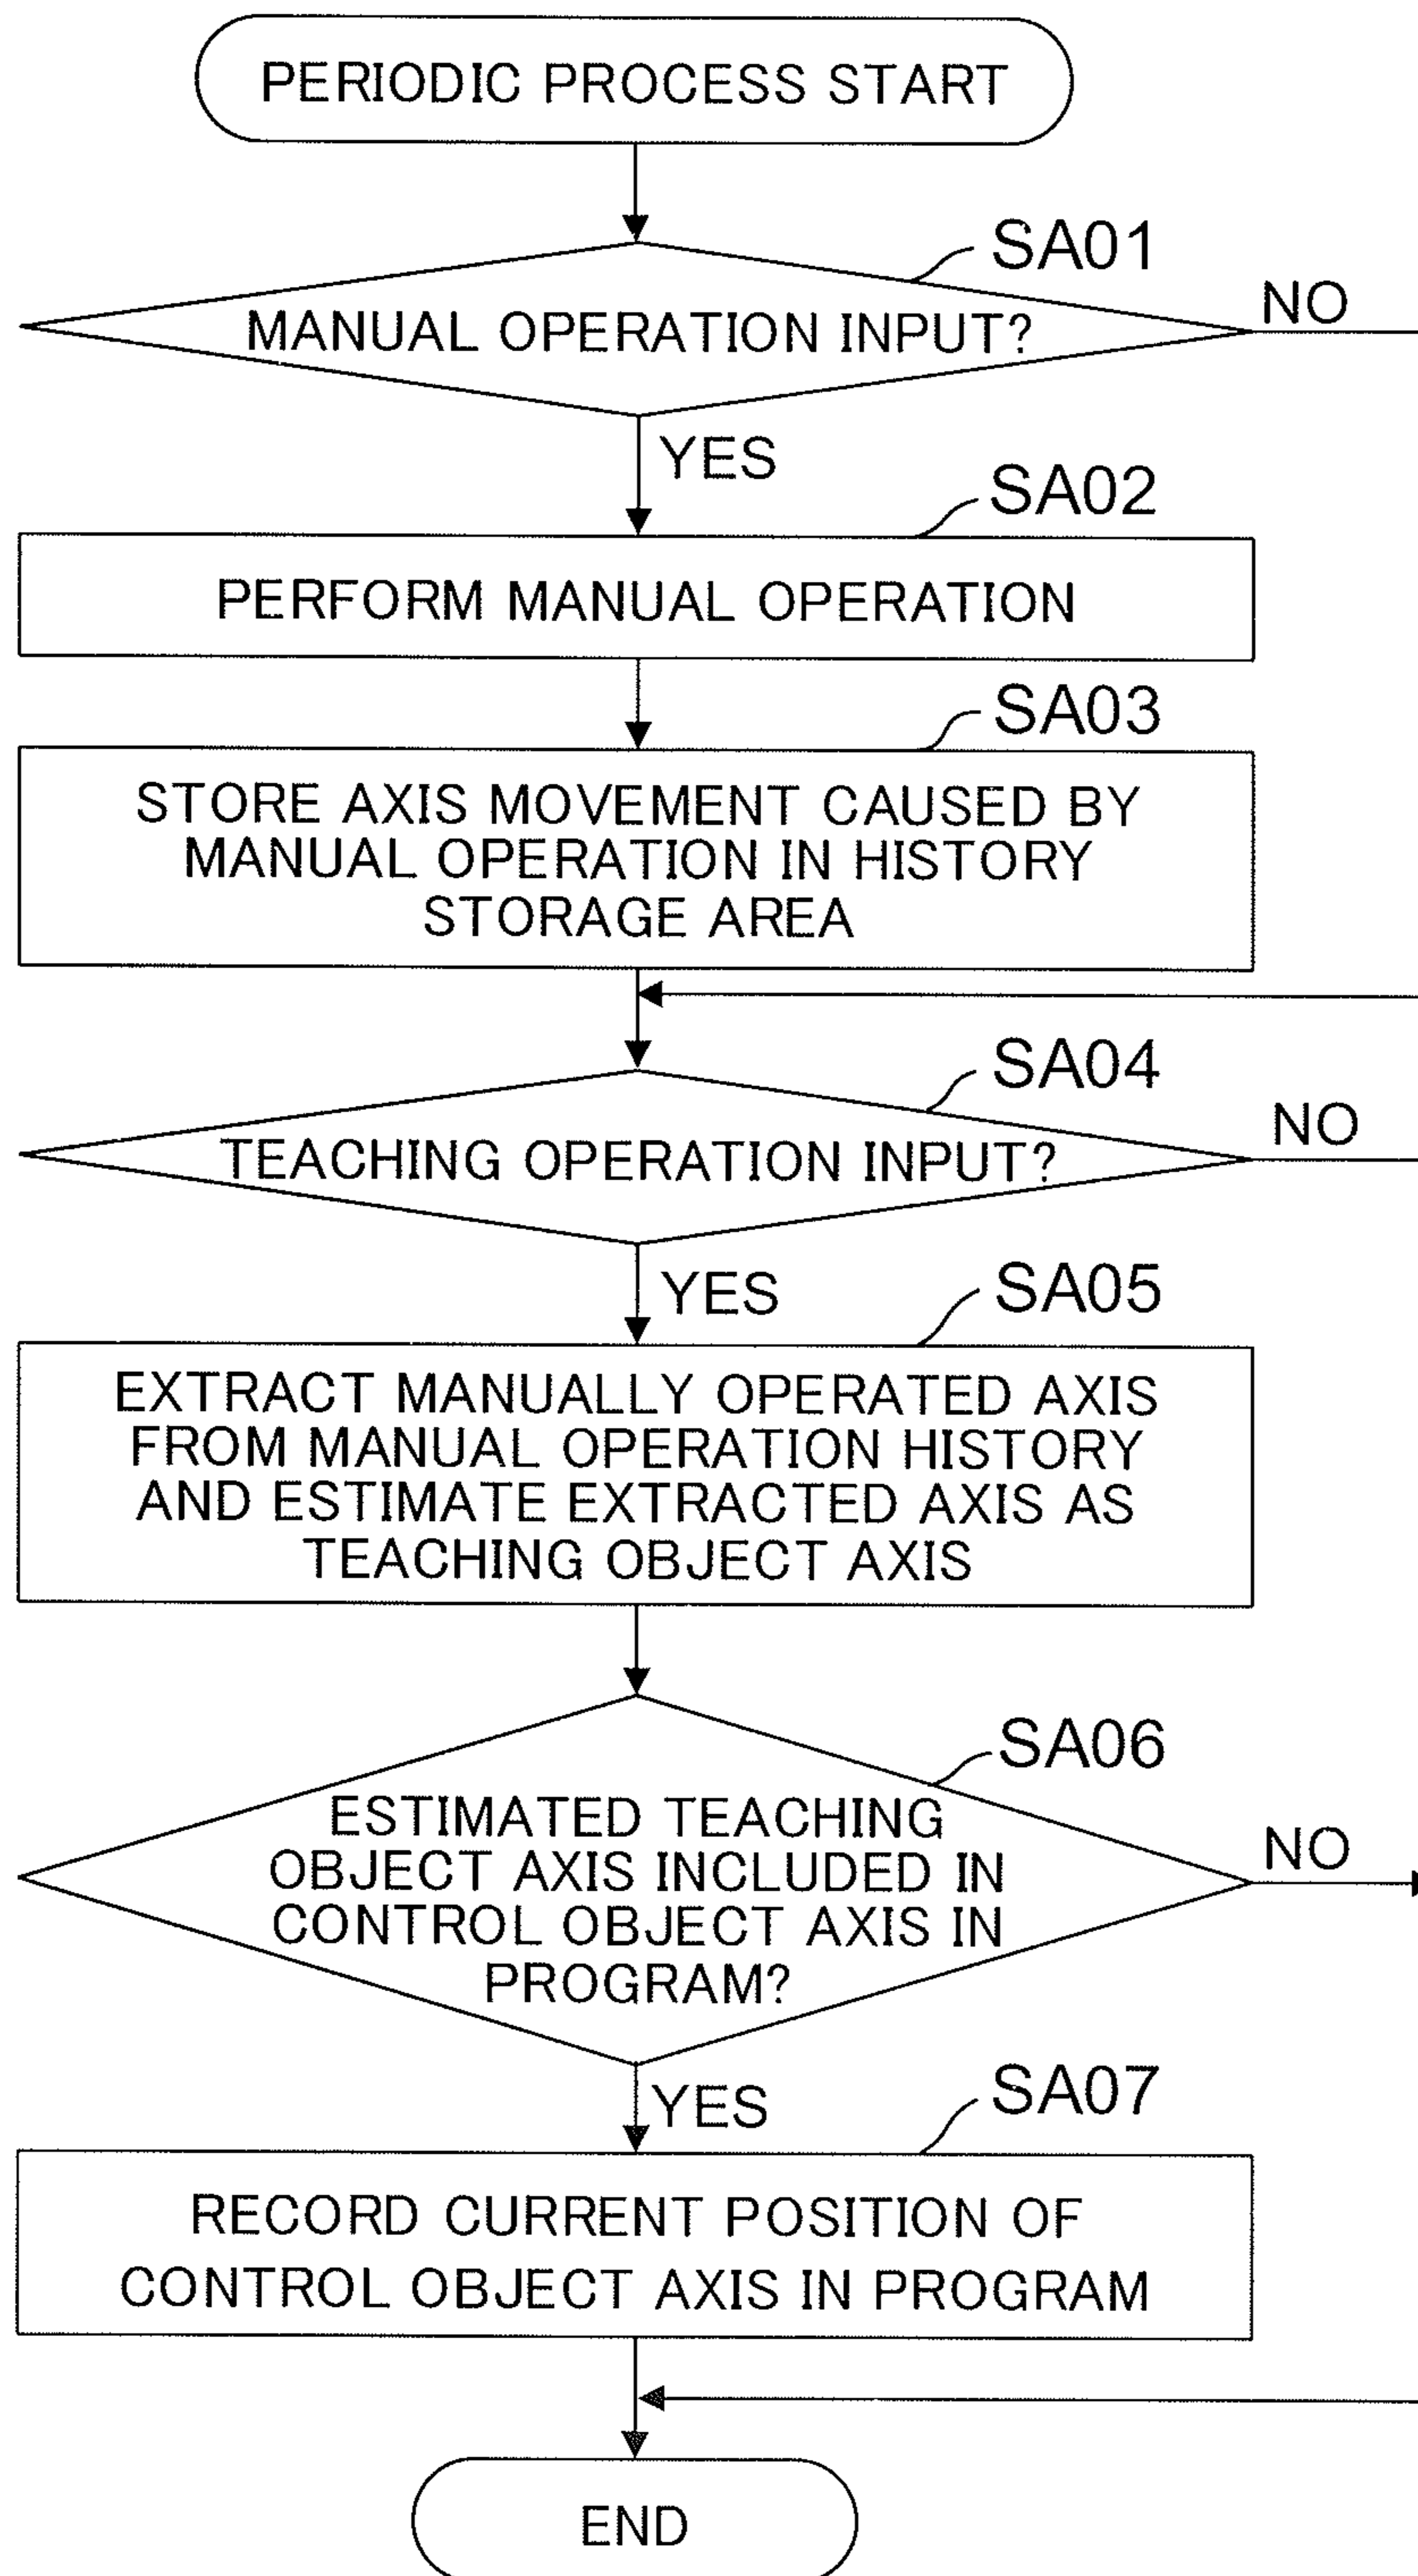 PERIODIC PROCESS START
SA01
MANUAL OPERATION INPUT?
NO
YES
SA02
PERFORM MANUAL OPERATION
SA03
STORE AXIS MOVEMENT CAUSED BY
MANUAL OPERATION IN HISTORY
STORAGE AREA
SA04
TEACHING OPERATION INPUT?
NO
YES
SA05
EXTRACT MANUALLY OPERATED AXIS
FROM MANUAL OPERATION HISTORY
AND ESTIMATE EXTRACTED AXIS AS
TEACHING OBJECT AXIS
SA06
ESTIMATED TEACHING
OBJECT AXIS INCLUDED IN
CONTROL OBJECT AXIS IN
PROGRAM?
NO
YES
SA07
RECORD CURRENT POSITION OF
CONTROL OBJECT AXIS IN PROGRAM
END